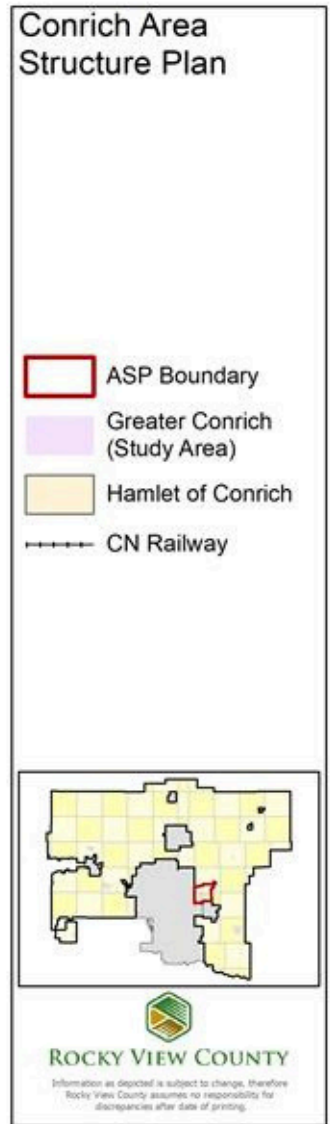 Conrich Area
Structure Plan
ASP Boundary
Greater Conrich
(Study Area)
Hamlet of Conrich
CN Railway
ROCKY VIEW COUNTY
Information as depicted is subject to change, therefore
Rocky View County assumes no responsibility for
discrepancies after date of printing.